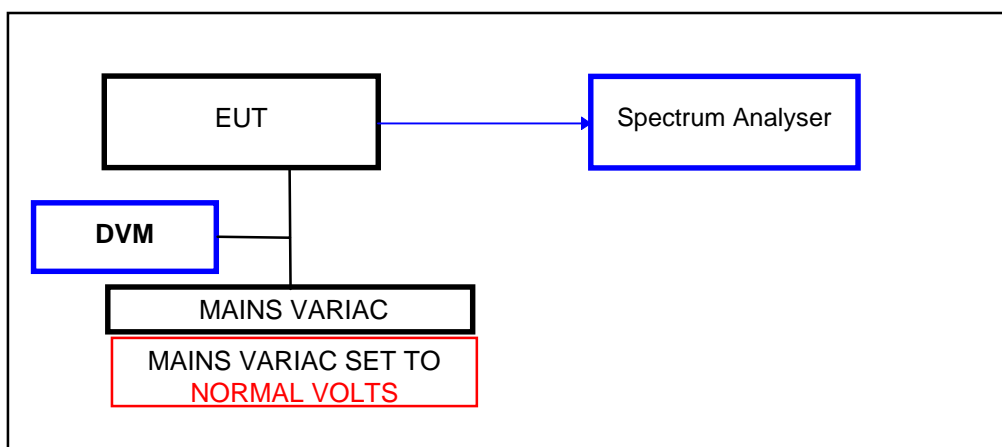 EUT
Spectrum Analyser
DVM
MAINS VARIAC
MAINS VARIAC SET TO
NORMAL VOLTS